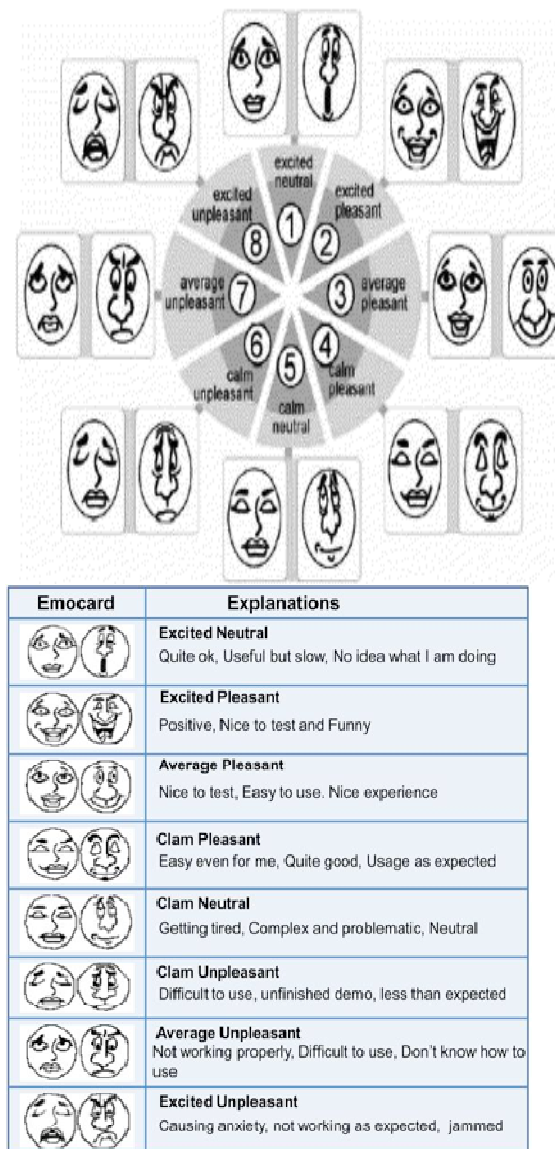 excited
neutral
1
excited
pleasant
2
average
pleasant
3
calm
pleasant
4
calm
neutral
5
calm
unpleasant
6
average
unpleasant
7
excited
unpleasant
8
Emocard Explanations
Excited Neutral
Quite ok, Useful but slow, No idea what I am doing
Excited Pleasant
Positive, Nice to test and Funny
Average Pleasant
Nice to test, Easy to use. Nice experience
Clam Pleasant
Easy even for me, Quite good, Usage as expected
Clam Neutral
Getting tired, Complex and problematic, Neutral
Clam Unpleasant
Difficult to use, unfinished demo, less than expected
Average Unpleasant
Not working properly, Difficult to use, Don't know how to
use
Excited Unpleasant
Causing anxiety, not working as expected, jammed